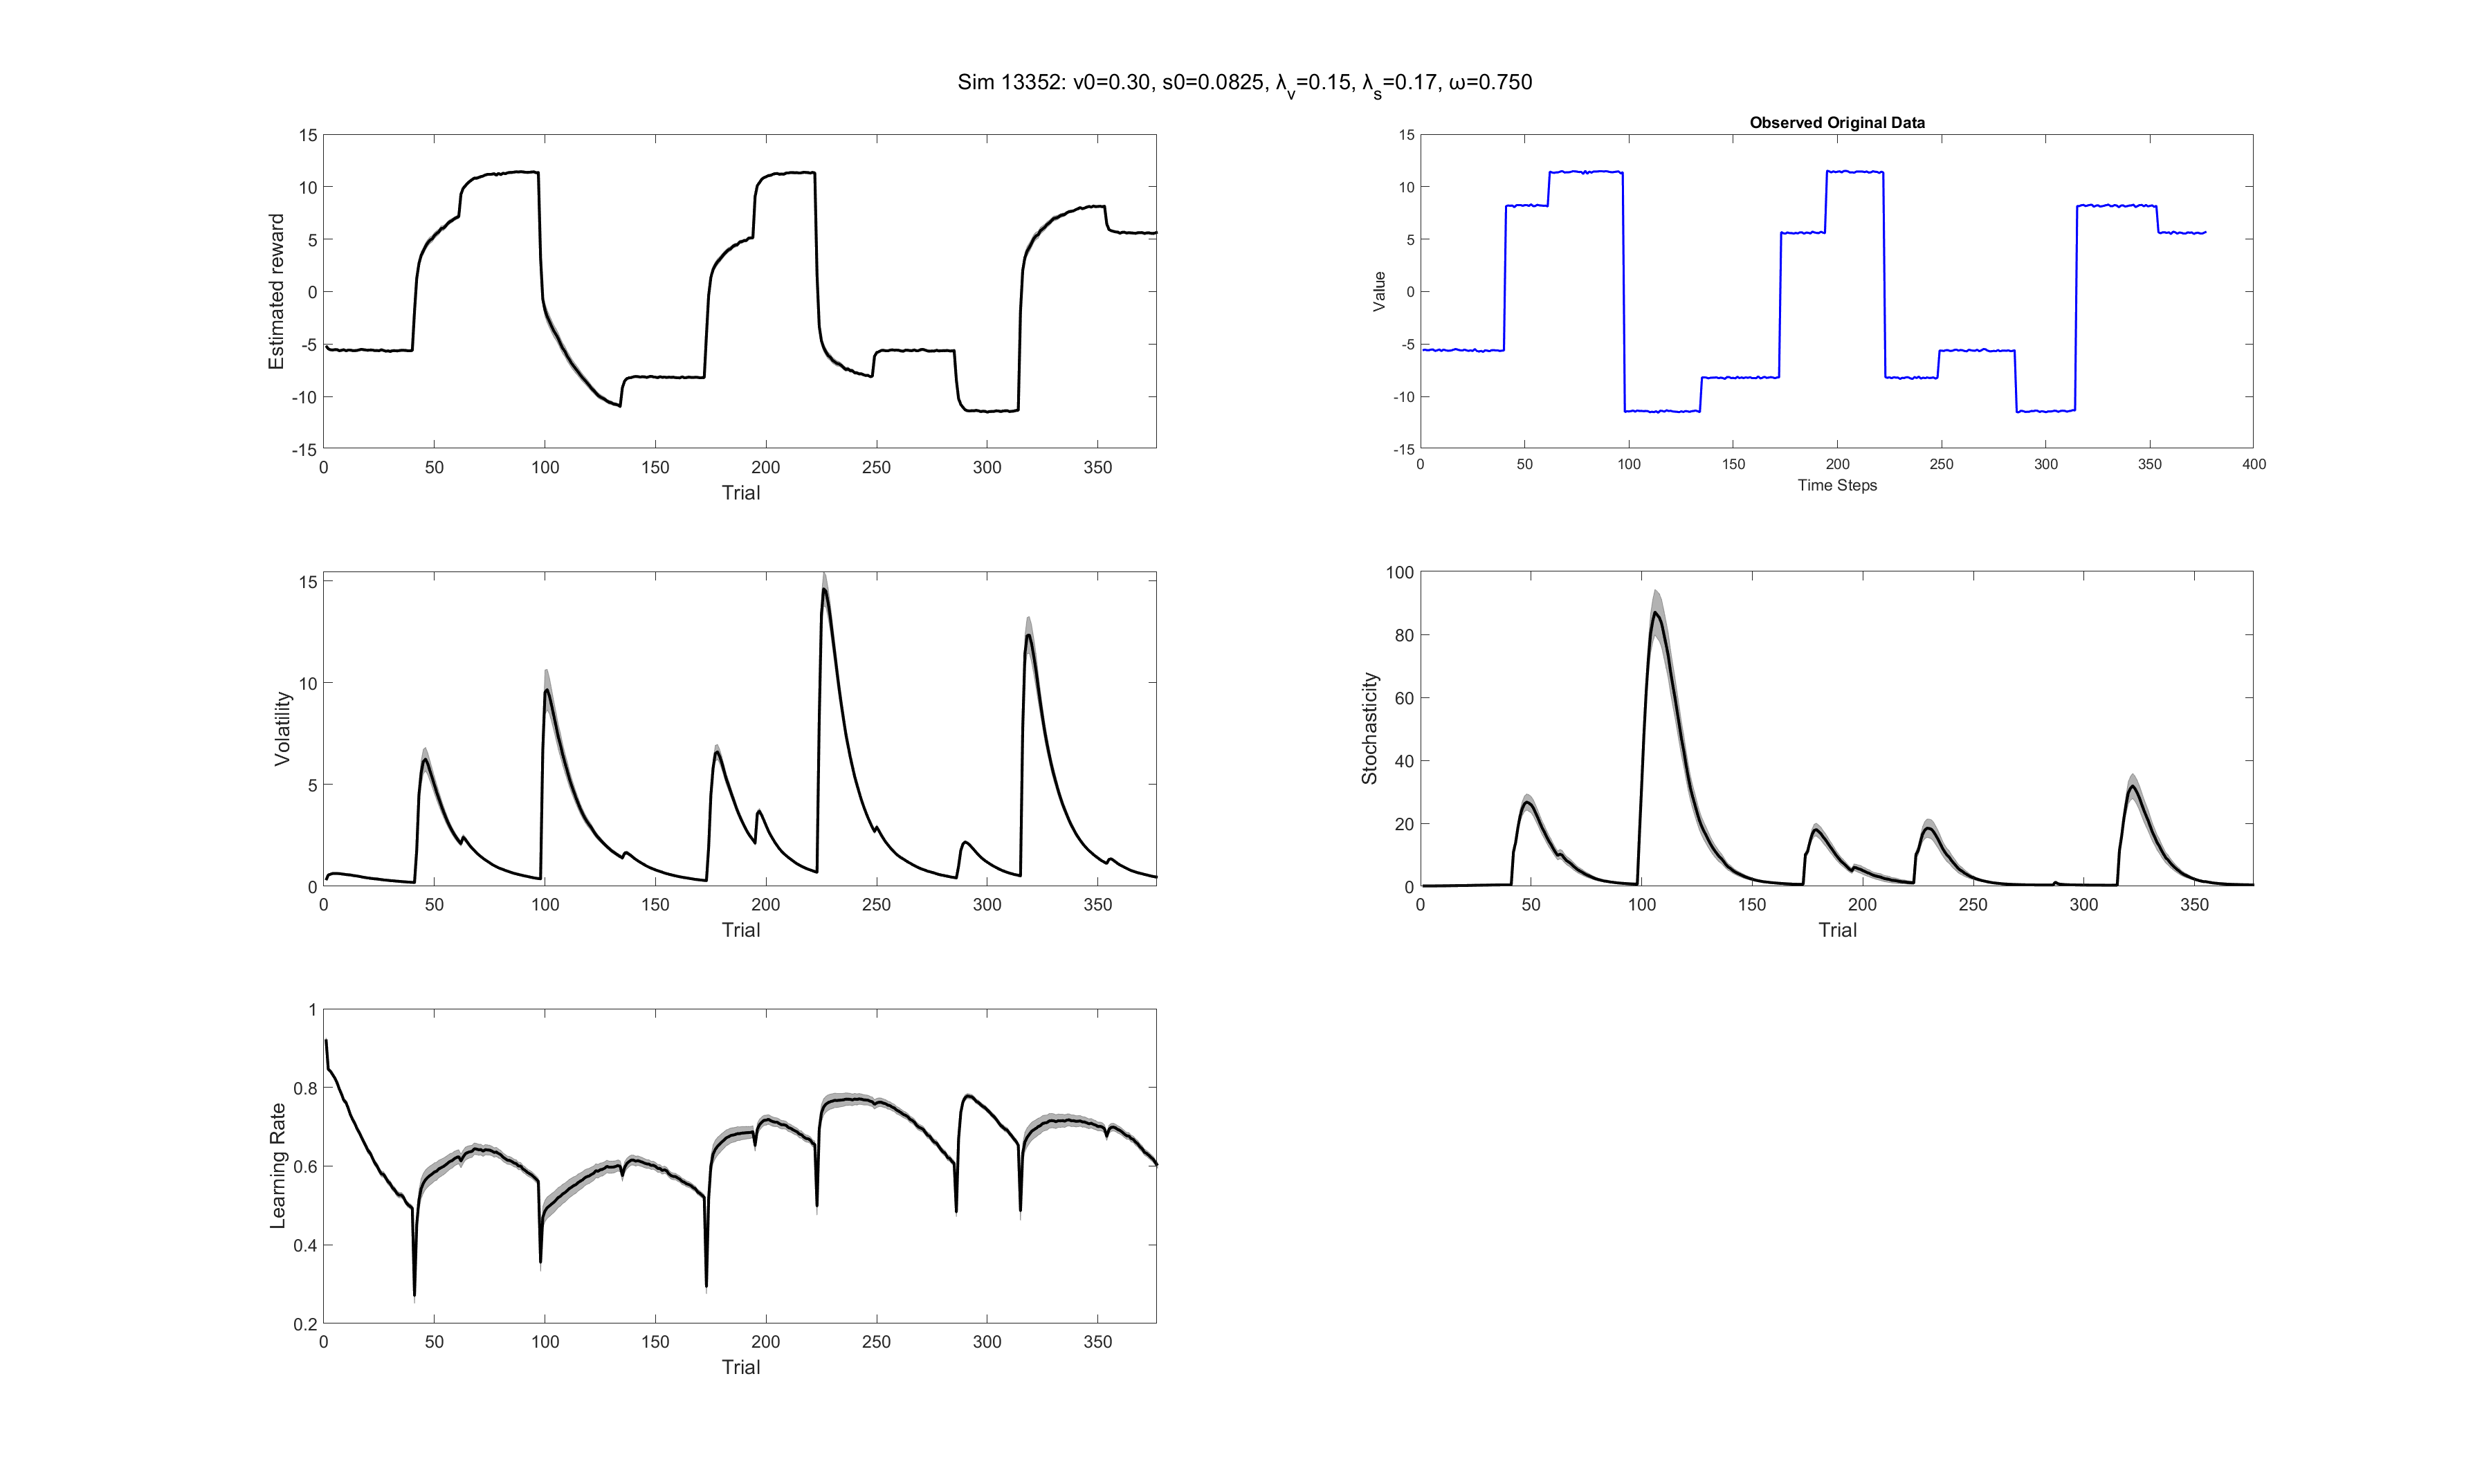 Sim 13352: v0=0.30, s0=0.0825, λ_v=0.15, λ_s=0.17, ω=0.750
Estimated reward
15
10
5
0
-5
-10
-15
0 50 100 150 200 250 300 350
Trial
Observed Original Data
Value
15
10
5
0
-5
-10
-15
0 50 100 150 200 250 300 350 400
Time Steps
Volatility
15
10
5
0
0 50 100 150 200 250 300 350
Trial
Stochasticity
100
80
60
40
20
0
0 50 100 150 200 250 300 350
Trial
Learning Rate
1
0.8
0.6
0.4
0.2
0 50 100 150 200 250 300 350
Trial